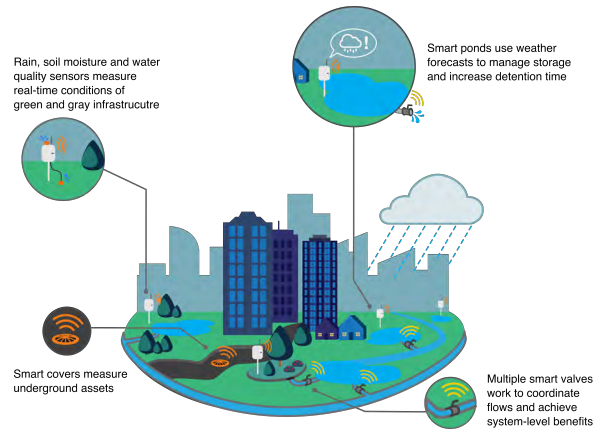 Rain, soil moisture and water
quality sensors measure
real-time conditions of
green and gray infrastrucutre
!
Smart ponds use weather
forecasts to manage storage
and increase detention time
Smart covers measure
underground assets
Multiple smart valves
work to coordinate
flows and achieve
system-level benefits